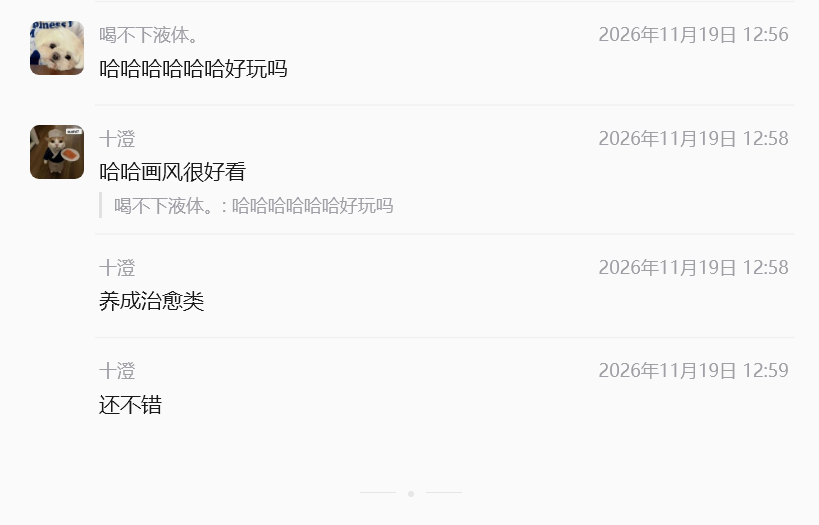 喝不下液体。
2026年11月19日 12:56
哈哈哈哈哈哈好玩吗
十澄
2026年11月19日 12:58
哈哈画风很好看
喝不下液体。: 哈哈哈哈哈哈好玩吗
十澄
2026年11月19日 12:58
养成治愈类
十澄
2026年11月19日 12:59
还不错